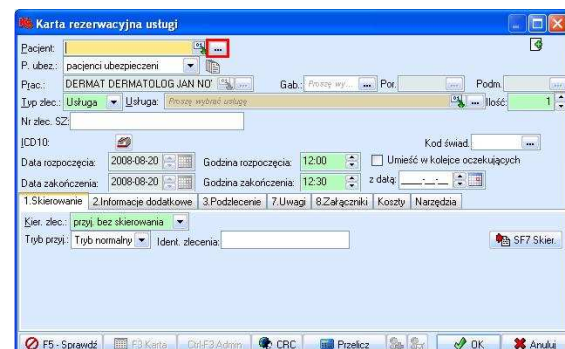 Karta rezerwacyjna usługi
Pacjent: ...
P. ubez.: pacjenci ubezpieczeni
Prac.: DERMAT DERMATOLOG JAN NO' ... Gab.: Proszę wy... ... Por. ... Podm. ...
Typ zlec.: Usługa Usługa: Proszę wybrać usługę ... Ilość: 1
Nr zlec. SZ:
ICD10: Kod świad. ...
Data rozpoczęcia: 2008-08-20 Godzina rozpoczęcia: 12:00 Umieść w kolejce oczekujących
Data zakończenia: 2008-08-20 Godzina zakończenia: 12:30 z datą: __-__-__
1.Skierowanie 2.Informacje dodatkowe 3.Podzlecenie 7.Uwagi 8.Załączniki Koszty Narzędzia
Kier. zlec.: przyj. bez skierowania
Tryb przyj.: Tryb normalny Ident. zlecenia: SF7 Skier.
F5 - Sprawdź F3 Karta Ctrl-F3 Admin CRC Przelicz OK Anuluj